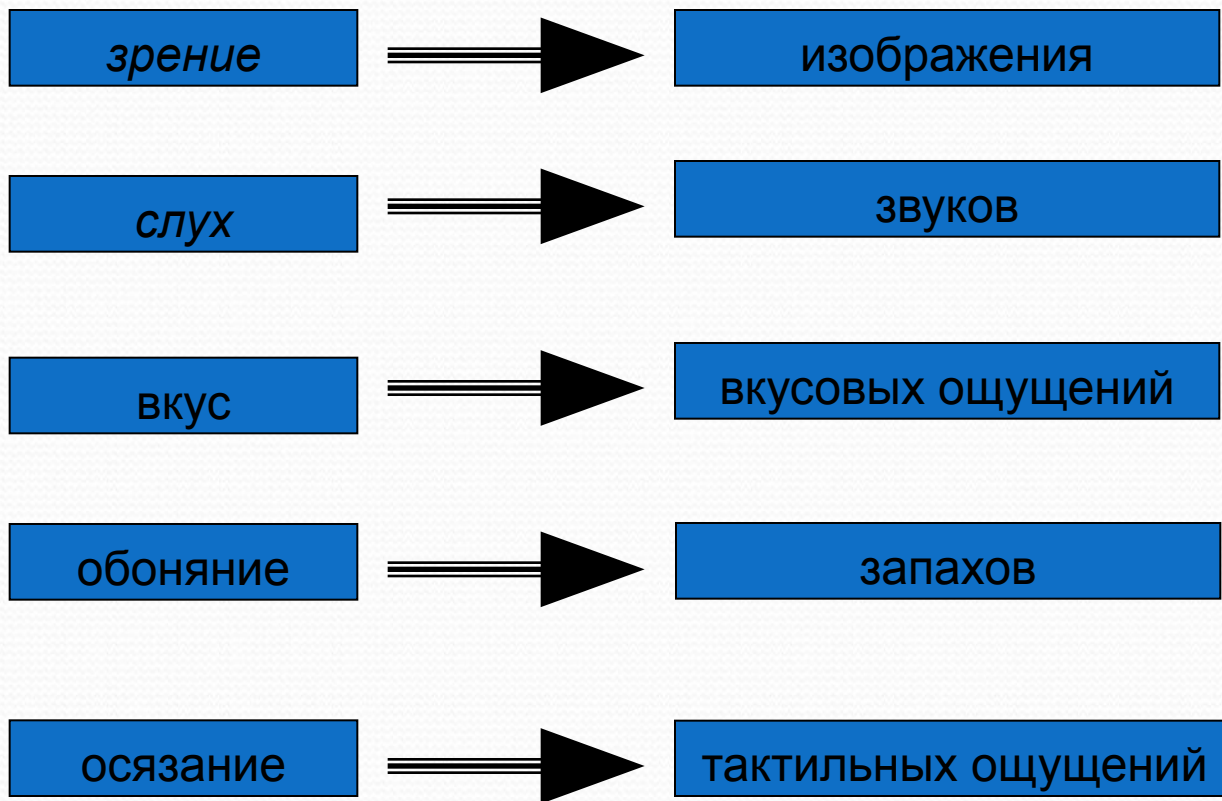 зрение
изображения
слух
звуков
вкус
вкусовых ощущений
обоняние
запахов
осязание
тактильных ощущений